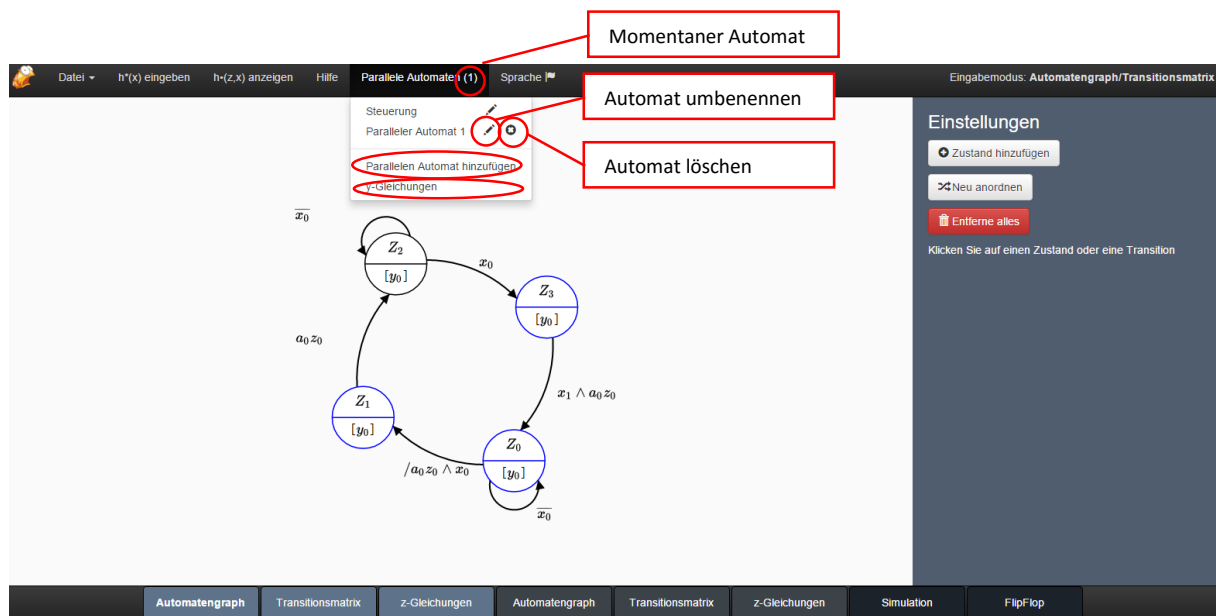 Momentaner Automat
Datei h*(x) eingeben h*(z,x) anzeigen Hilfe Parallele Automaten (1) Sprache Eingabemodus: Automatengraph/Transitionsmatrix
Steuerung
Paralleler Automat 1
Parallelen Automat hinzufügen
y-Gleichungen
Automat umbenennen
Automat löschen
Einstellungen
Zustand hinzufügen
Neu anordnen
Entferne alles
Klicken Sie auf einen Zustand oder eine Transition
x̅₀
Z₂
[y₀]
x₀
Z₃
[y₀]
a₀z₀
x₁ ∧ a₀z₀
Z₁
[y₀]
Z₀
[y₀]
/a₀z₀ ∧ x₀
x̅₀
Automatengraph Transitionsmatrix z-Gleichungen Automatengraph Transitionsmatrix z-Gleichungen Simulation FlipFlop